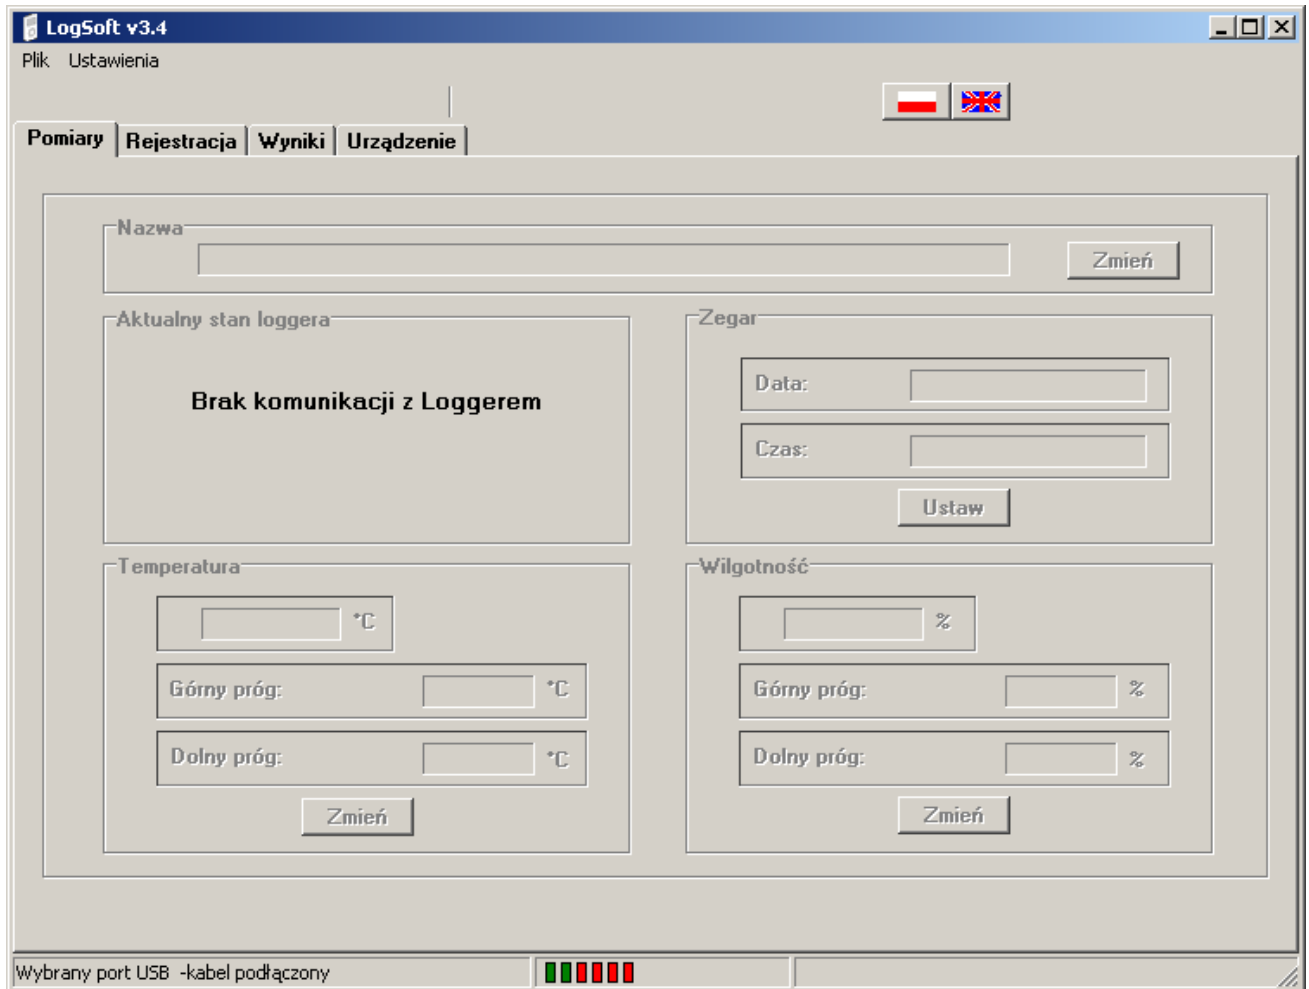 LogSoft v3.4
Plik Ustawienia
Pomiary Rejestracja Wyniki Urządzenie
Nazwa
Zmień
Aktualny stan loggera
Brak komunikacji z Loggerem
Zegar
Data:
Czas:
Ustaw
Temperatura
°C
Górny próg: °C
Dolny próg: °C
Zmień
Wilgotność
%
Górny próg: %
Dolny próg: %
Zmień
Wybrany port USB -kabel podłączony